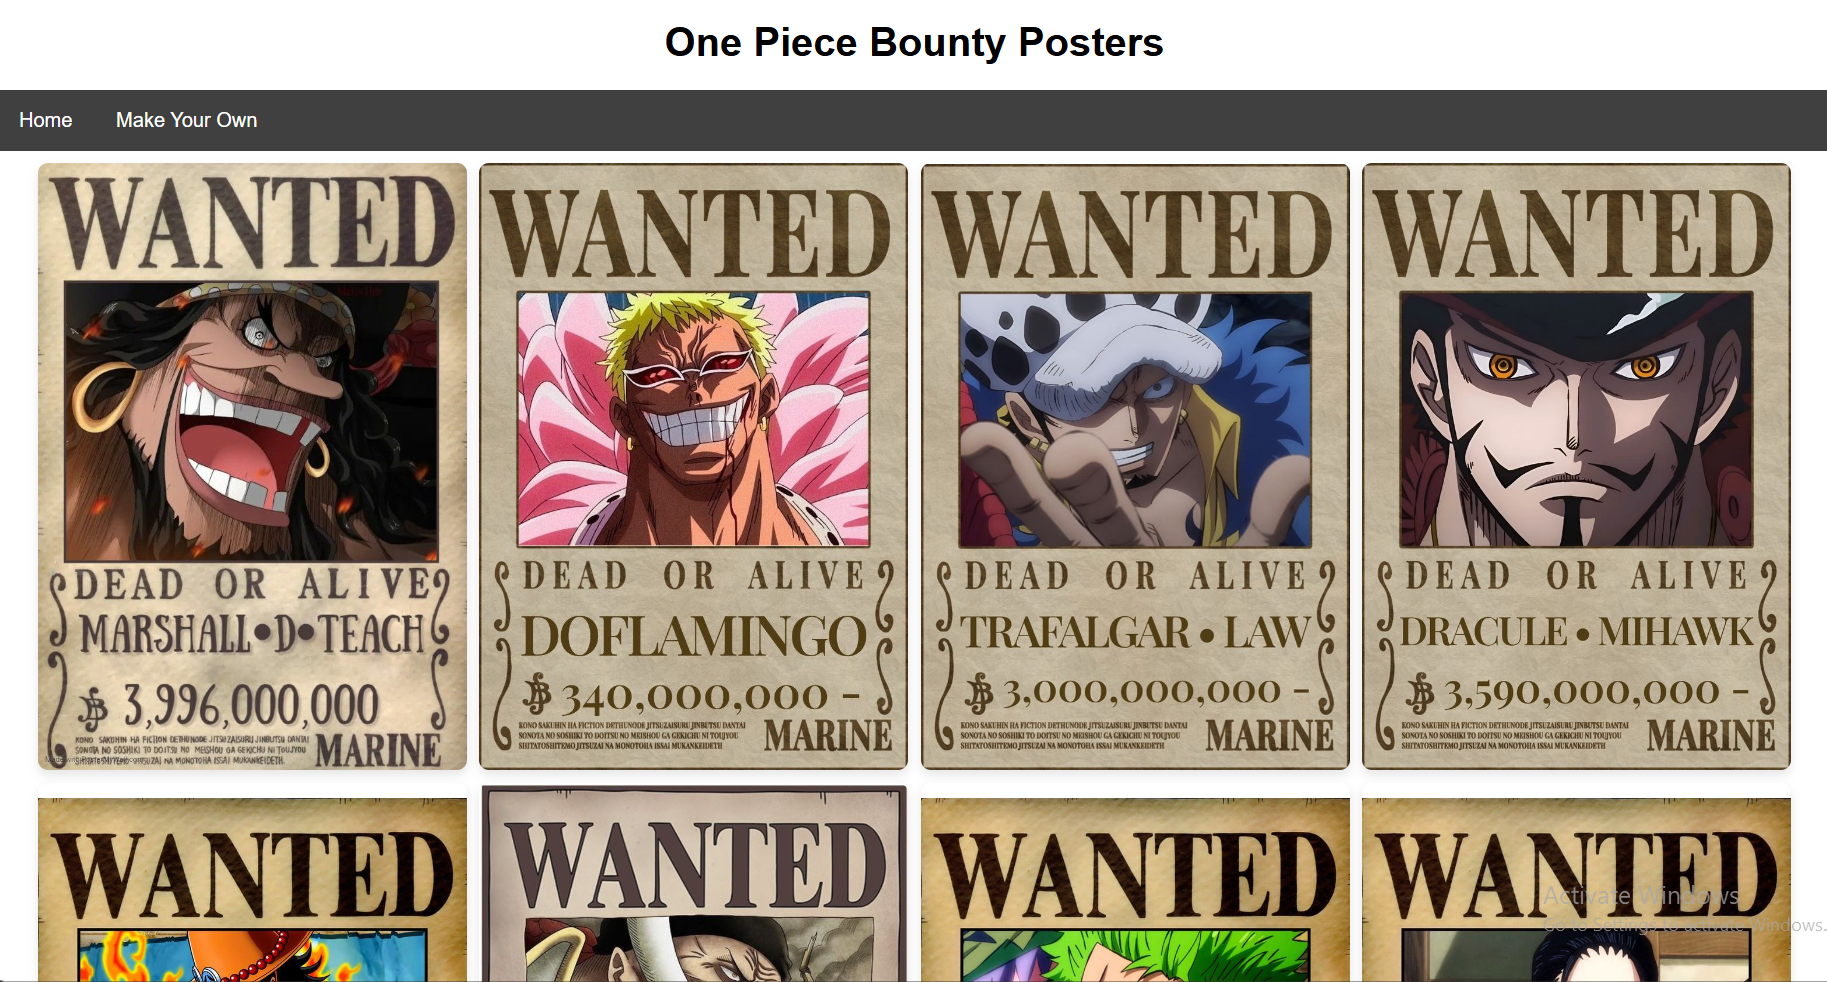 One Piece Bounty Posters
Home
Make Your Own
WANTED
DEAD OR ALIVE
MARSHALL•D•TEACH
3,996,000,000
KONO SAKUHIN HA FICTION DETHUNODE JITSUZAISURU JINBUTSU DANTAI
SONOTA NO SOSHIKI TO DOITSU NO MEISHOU GA GEKICHU NI TOUJYOU
SHITATOSHITEMO JITSUZAI NA MONOTOHA ISSAI MUKANKEIDETH.
MARINE
WANTED
DEAD OR ALIVE
DOFLAMINGO
340,000,000 -
KONO SAKUHIN HA FICTION DETHUNODE JITSUZAISURU JINBUTSU DANTAI
SONOTA NO SOSHIKI TO DOITSU NO MEISHOU GA GEKICHU NI TOUJYOU
SHITATOSHITEMO JITSUZAI NA MONOTOHA ISSAI MUKANKEIDETH
MARINE
WANTED
DEAD OR ALIVE
TRAFALGAR • LAW
3,000,000,000 -
KONO SAKUHIN HA FICTION DETHUNODE JITSUZAISURU JINBUTSU DANTAI
SONOTA NO SOSHIKI TO DOITSU NO MEISHOU GA GEKICHU NI TOUJYOU
SHITATOSHITEMO JITSUZAI NA MONOTOHA ISSAI MUKANKEIDETH
MARINE
WANTED
DEAD OR ALIVE
DRACULE • MIHAWK
3,590,000,000 -
KONO SAKUHIN HA FICTION DETHUNODE JITSUZAISURU JINBUTSU DANTAI
SONOTA NO SOSHIKI TO DOITSU NO MEISHOU GA GEKICHU NI TOUJYOU
SHITATOSHITEMO JITSUZAI NA MONOTOHA ISSAI MUKANKEIDETH
MARINE
WANTED
WANTED
WANTED
WANTED
Activate Windows
Go to Settings to activate Windows.